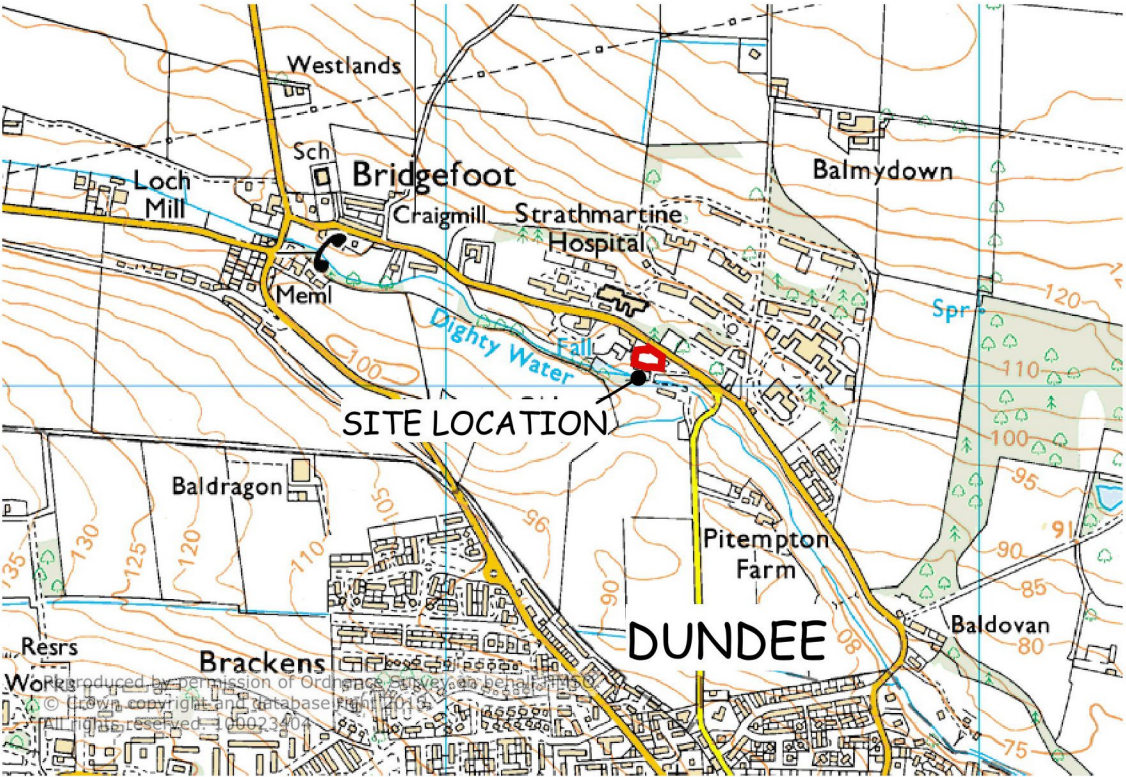 Westlands
Sch
Bridgefoot
Loch
Mill
Craigmill
Strathmartine
Hospital
Balmydown
Meml
Dighty Water
Fall
Spr
120
110
100
95
100
SITE LOCATION
Baldragon
105
95
90
135
130
125
120
110
91
90
85
80
75
Pitempton
Farm
80
DUNDEE
Baldovan
Resrs
Works
Brackens
Reproduced by permission of Ordnance Survey on behalf HMSO
© Crown copyright and database right 2015.
All rights reserved. 100023404